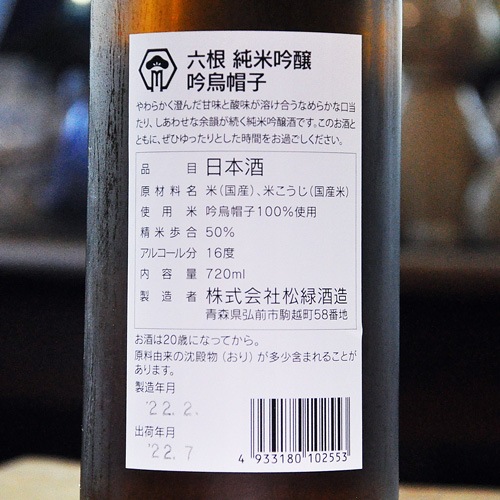 六根 純米吟醸
吟烏帽子
やわらかく澄んだ甘味と酸味が溶け合うなめらかな口当
たり、しあわせな余韻が続く純米吟醸酒です。このお酒と
ともに、ぜひゆったりとした時間をお過ごしください。
品目 日本酒
原材料名 米(国産)、米こうじ(国産米)
使用米 吟烏帽子100%使用
精米歩合 50%
アルコール分 16度
内容量 720ml
製造者 株式会社松緑酒造
青森県弘前市駒越町58番地
お酒は20歳になってから。
原料由来の沈殿物(おり)が多少含まれることが
あります。
製造年月
'22. 2.
出荷年月
'22. 7
4 933180 102553